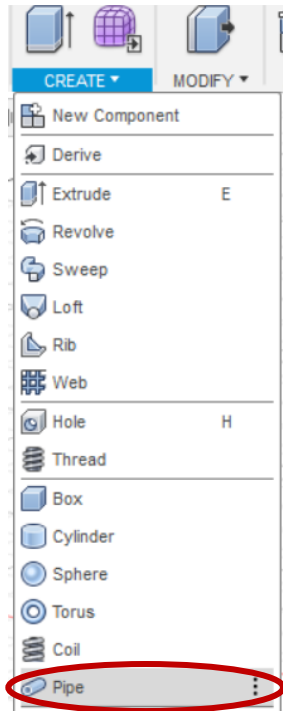 CREATE ▼ MODIFY ▼
New Component
Derive
Extrude E
Revolve
Sweep
Loft
Rib
Web
Hole H
Thread
Box
Cylinder
Sphere
Torus
Coil
Pipe